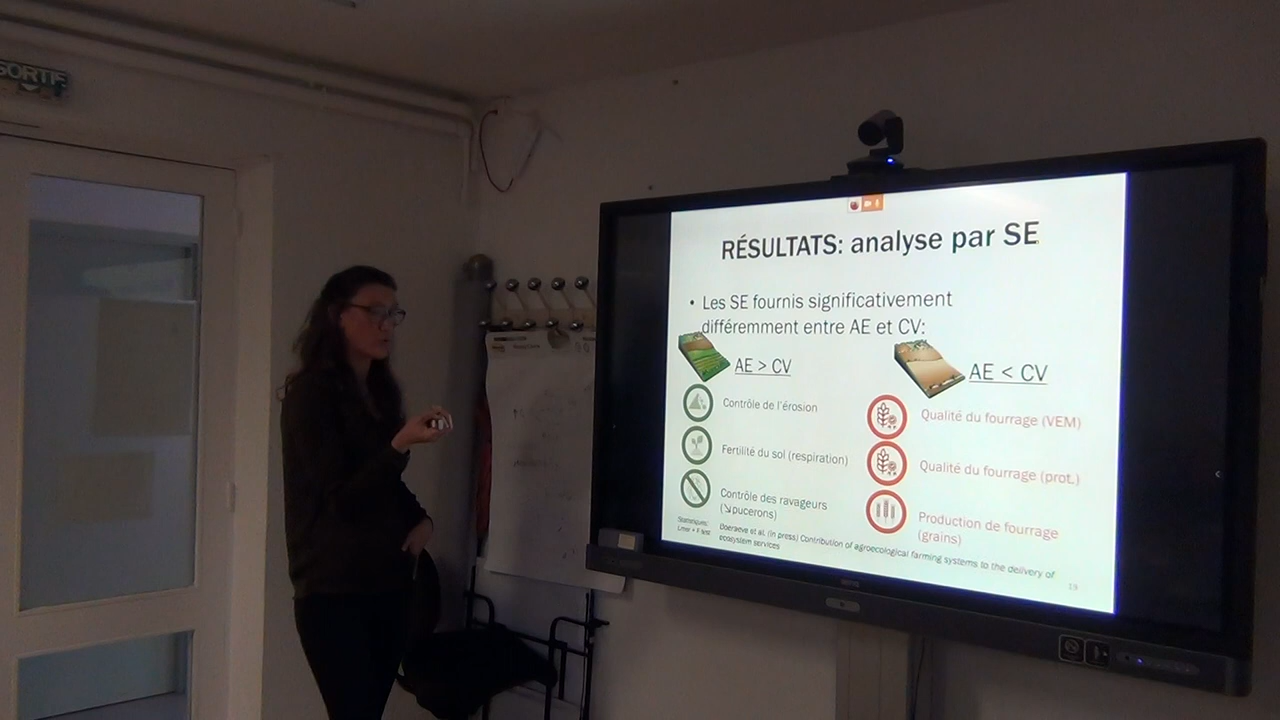 SORTIE
RÉSULTATS: analyse par SE
• Les SE fournis significativement
différemment entre AE et CV:
AE > CV
AE < CV
Contrôle de l'érosion
Qualité du fourrage (VEM)
Fertilité du sol (respiration)
Qualité du fourrage (prot.)
Contrôle des ravageurs
(↘pucerons)
Production de fourrage
(grains)
Statistiques:
Lmer + F test
Boeraeve et al. (in press) Contribution of agroecological farming systems to the delivery of
ecosystem services
19